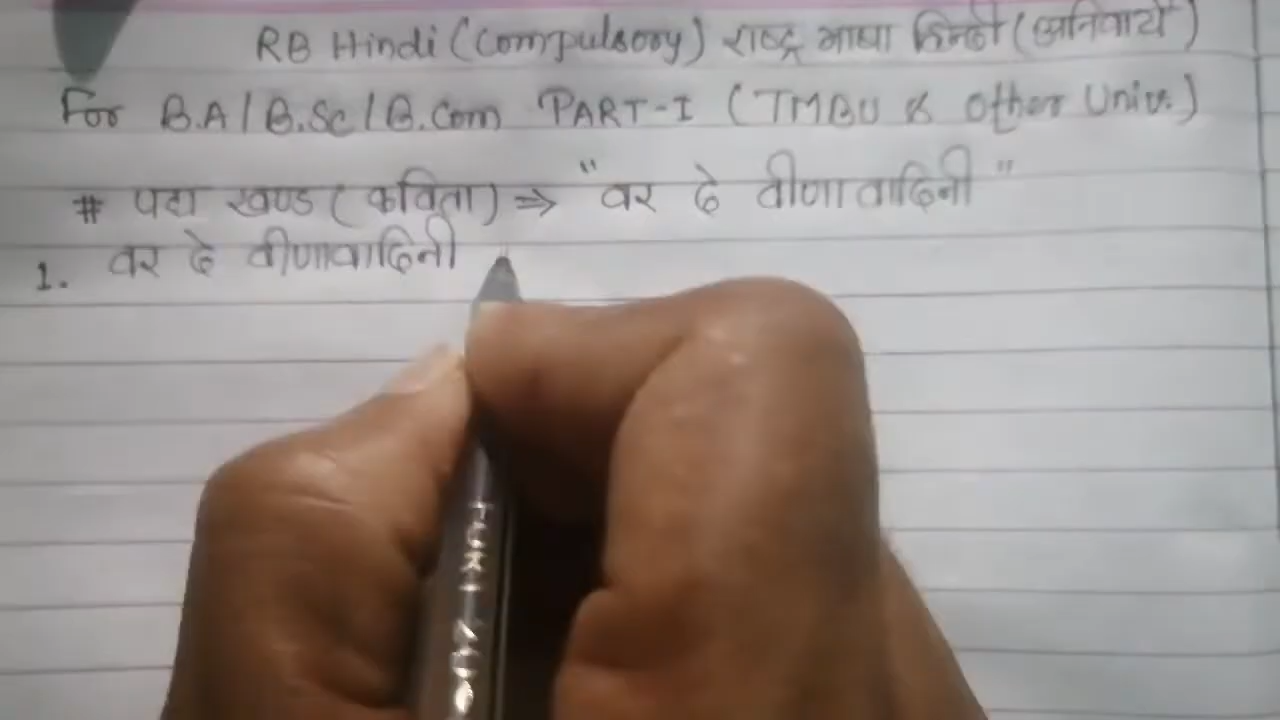 RB Hindi (Compulsory) राष्ट्र भाषा हिन्दी (अनिवार्य)
For B.A / B.Sc / B.Com PART-I (TMBU & Other Univ.)
# पद्य खण्ड (कविता) ⇒ "वर दे वीणावादिनी"
1. वर दे वीणावादिनी